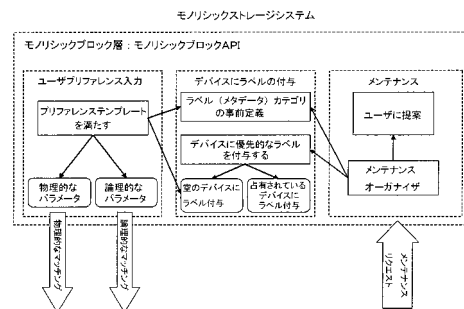 モノリシックストレージシステム
モノリシックブロック層：モノリシックブロックAPI
ユーザプリファレンス入力
プリファレンステンプレート
を満たす
物理的な
パラメータ
論理的な
パラメータ
物理的なマッチング
論理的なマッチング
デバイスにラベルの付与
ラベル（メタデータ）カテゴリ
の事前定義
デバイスに優先的なラベル
を付与する
空のデバイスに
ラベル付与
占有されている
デバイスに
ラベル付与
メンテナンス
ユーザに提案
メンテナンス
オーガナイザ
メンテナンス
リクエスト